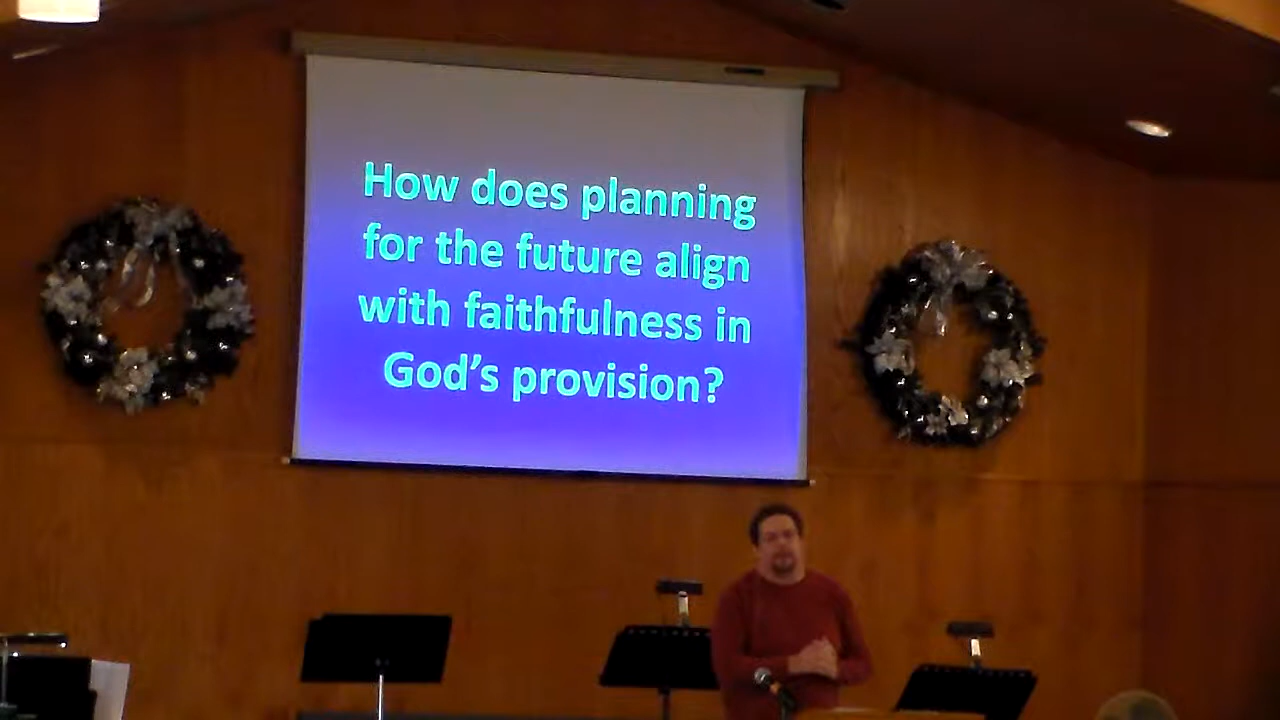 How does planning
for the future align
with faithfulness in
God’s provision?